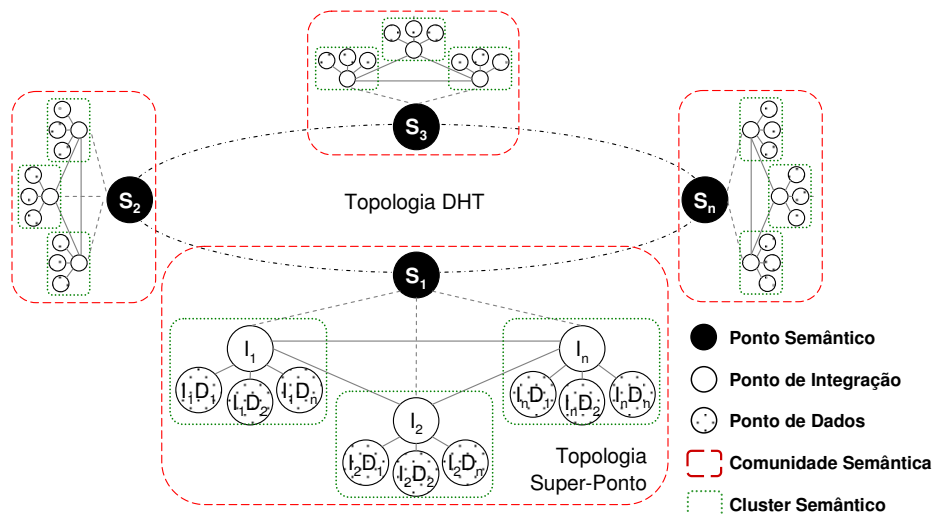 S3
S2
Topologia DHT
Sn
S1
I1
In
I1D1
I1D2
I1Dn
InD1
InD2
InDn
I2
I2D1
I2D2
I2Dn
Topologia
Super-Ponto
Ponto Semântico
Ponto de Integração
Ponto de Dados
Comunidade Semântica
Cluster Semântico